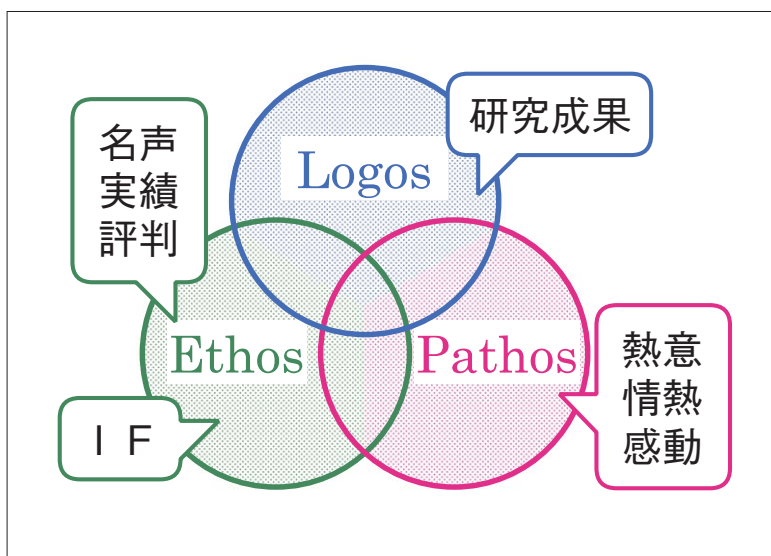 研究成果
名声
実績
評判
Logos
Ethos
Pathos
熱意
情熱
感動
ＩＦ